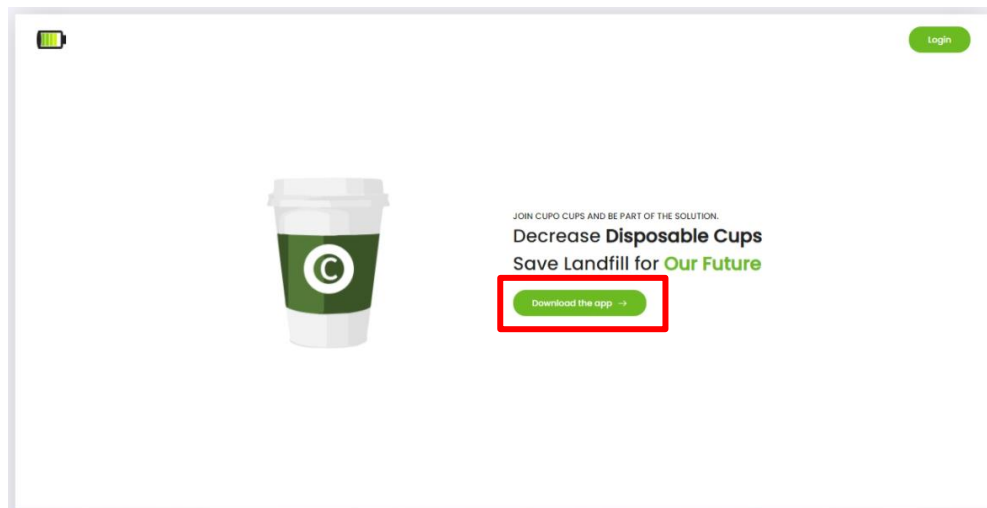 Login
JOIN CUPO CUPS AND BE PART OF THE SOLUTION.
Decrease Disposable Cups
Save Landfill for Our Future
C
Download the app →